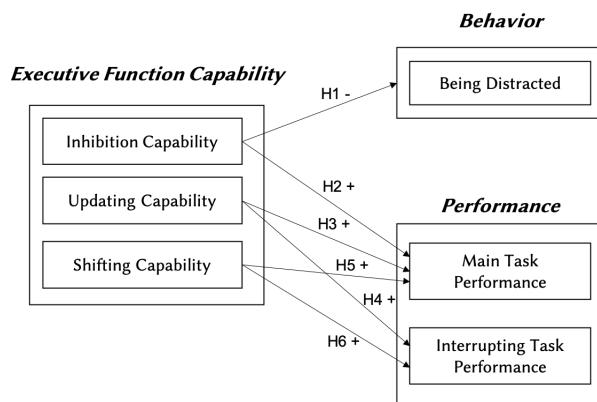 Behavior
Executive Function Capability
Being Distracted
H1 -
Inhibition Capability
H2 +
Updating Capability
H3 +
Performance
Shifting Capability
H5 +
Main Task
Performance
H4 +
H6 +
Interrupting Task
Performance